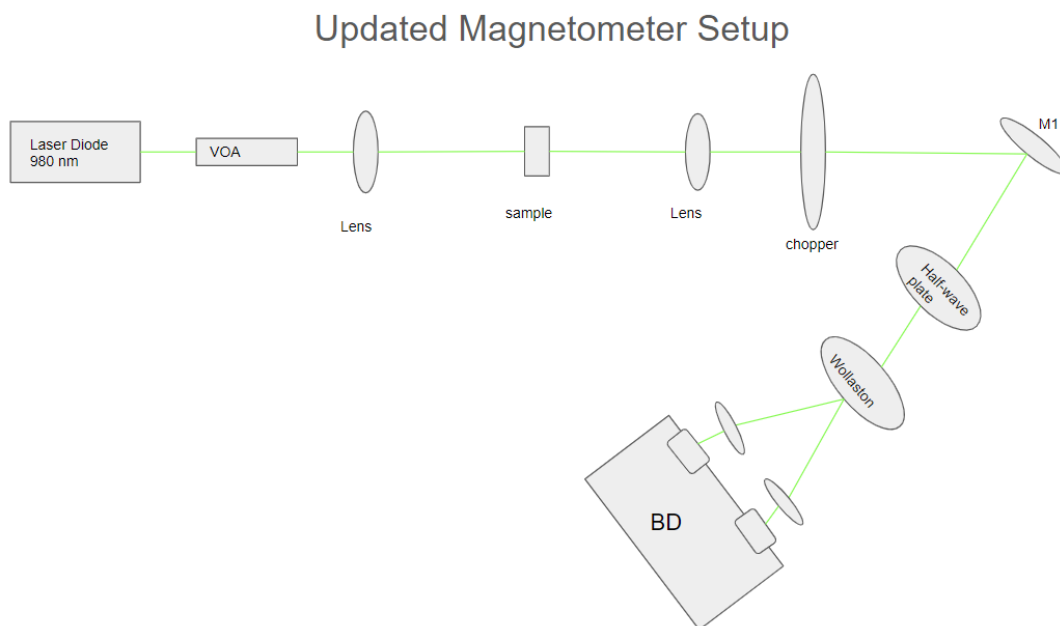 Updated Magnetometer Setup
Laser Diode
980 nm
VOA
Lens
sample
Lens
chopper
M1
Half-wave
plate
Wollaston
BD